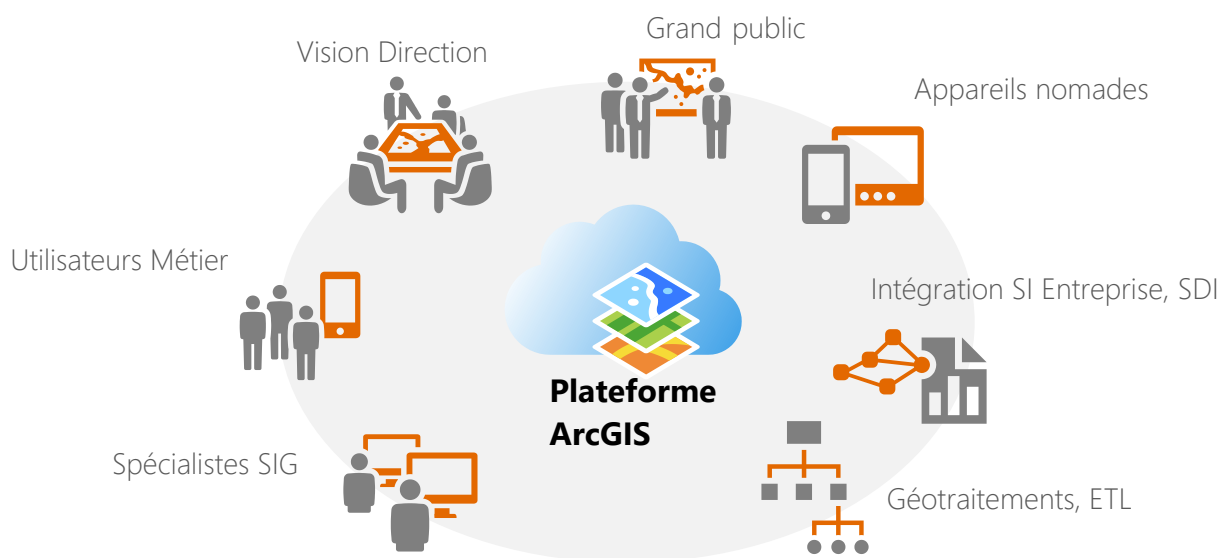 Grand public
Vision Direction
Appareils nomades
Utilisateurs Métier
Intégration SI Entreprise, SDI
Plateforme
ArcGIS
Spécialistes SIG
Géotraitements, ETL